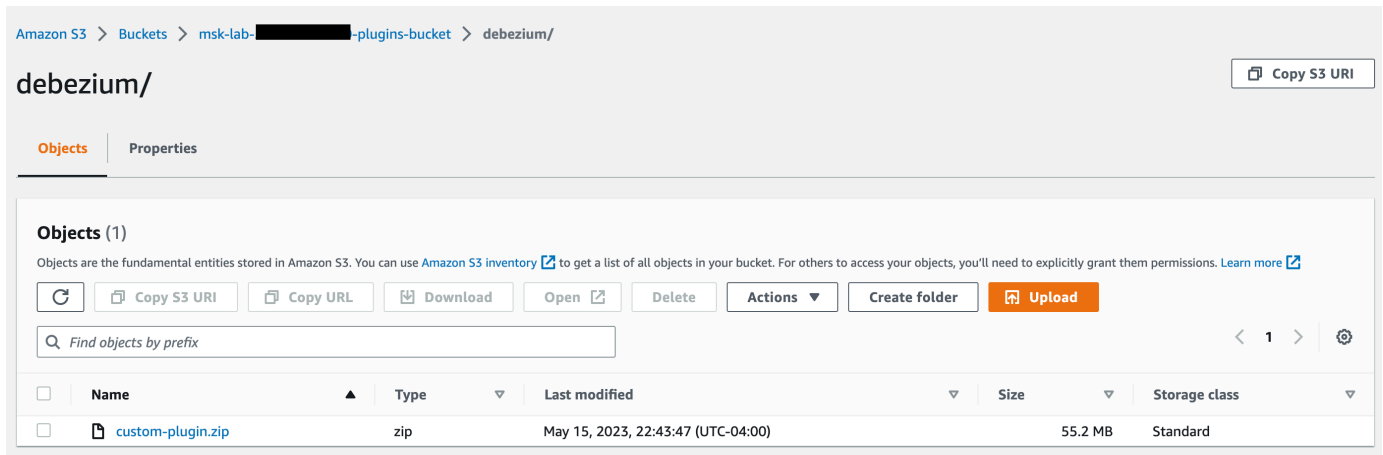 Amazon S3 > Buckets > msk-lab- -plugins-bucket > debezium/
debezium/
Copy S3 URI
Objects
Properties
Objects (1)
Objects are the fundamental entities stored in Amazon S3. You can use Amazon S3 inventory to get a list of all objects in your bucket. For others to access your objects, you'll need to explicitly grant them permissions. Learn more
Copy S3 URI Copy URL Download Open Delete Actions Create folder Upload
Find objects by prefix
1
Name Type Last modified Size Storage class
custom-plugin.zip zip May 15, 2023, 22:43:47 (UTC-04:00) 55.2 MB Standard